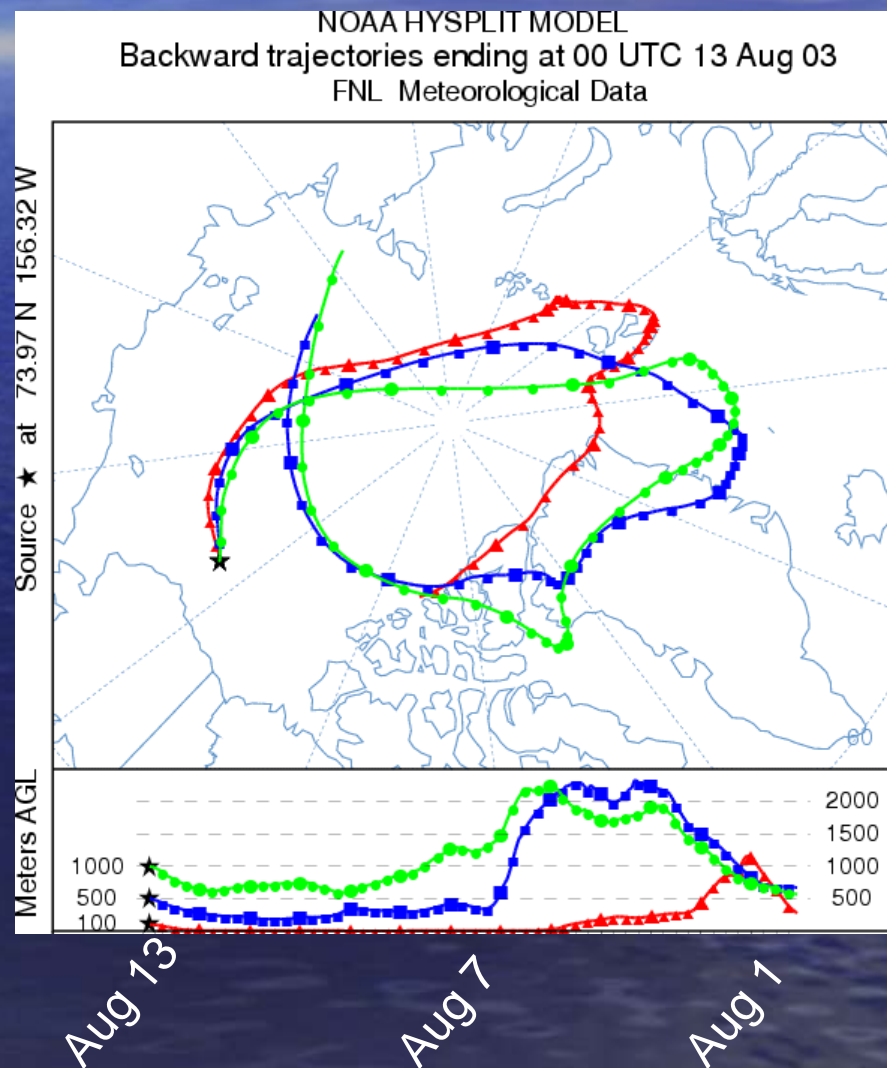 NOAA HYSPLIT MODEL
Backward trajectories ending at 00 UTC 13 Aug 03
FNL Meteorological Data
Source ★ at 73.97 N 156.32 W
60
Meters AGL
2000
1500
1000 1000
500 500
100
Aug 13
Aug 7
Aug 1